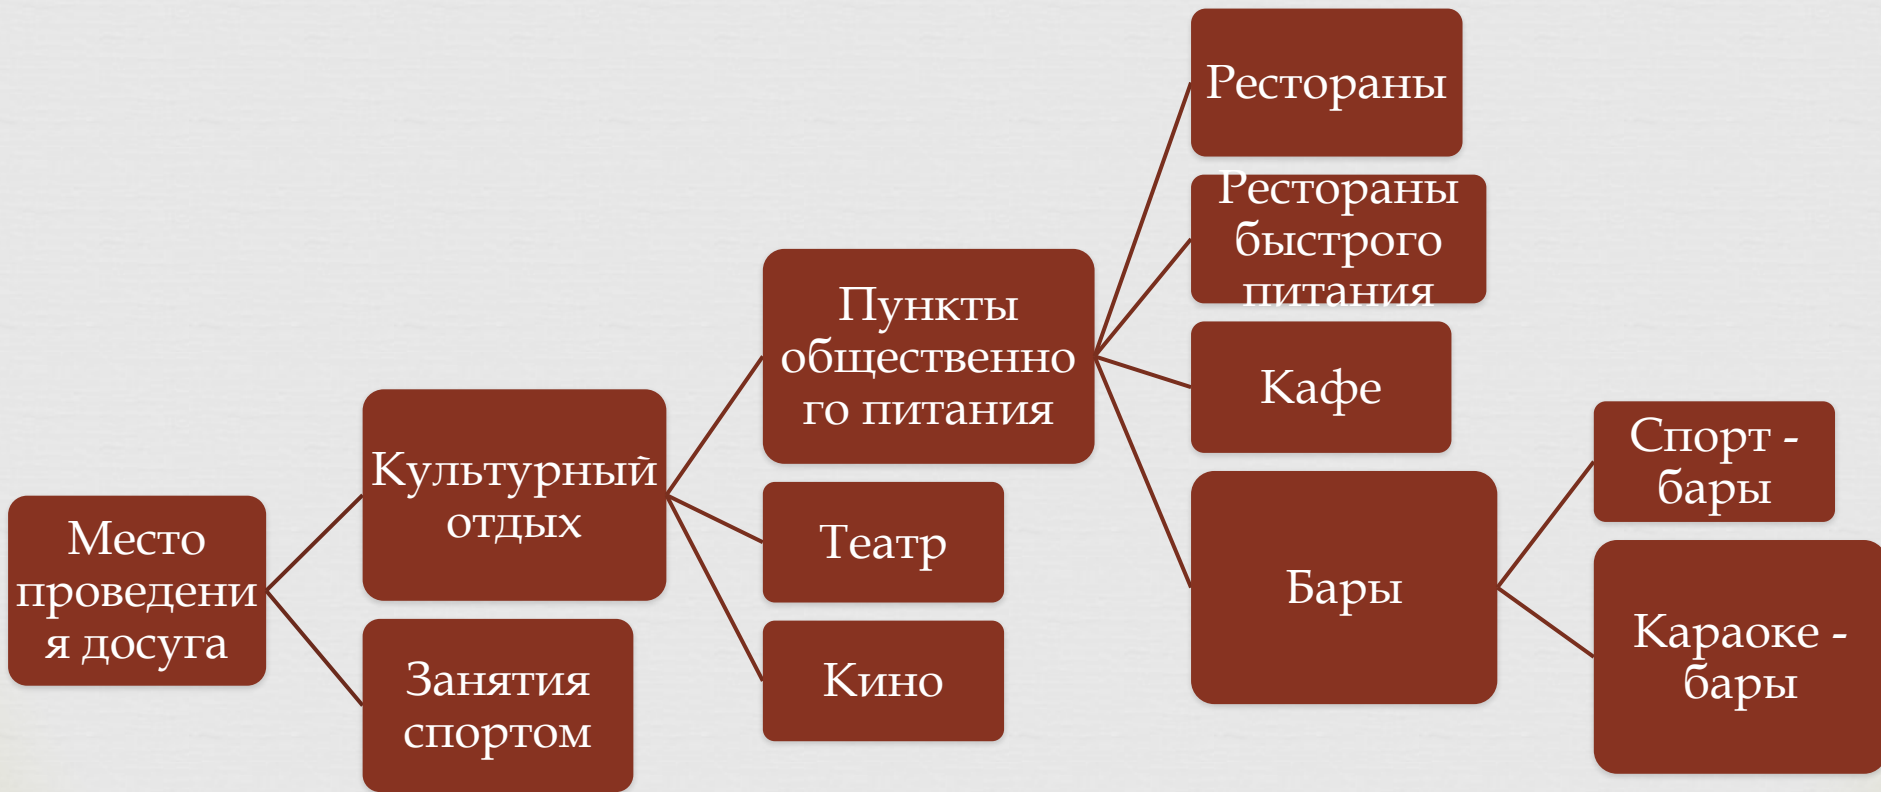 Место
проведени
я досуга
Культурный
отдых
Занятия
спортом
Пункты
общественно
го питания
Театр
Кино
Рестораны
Рестораны
быстрого
питания
Кафе
Бары
Спорт -
бары
Караоке -
бары